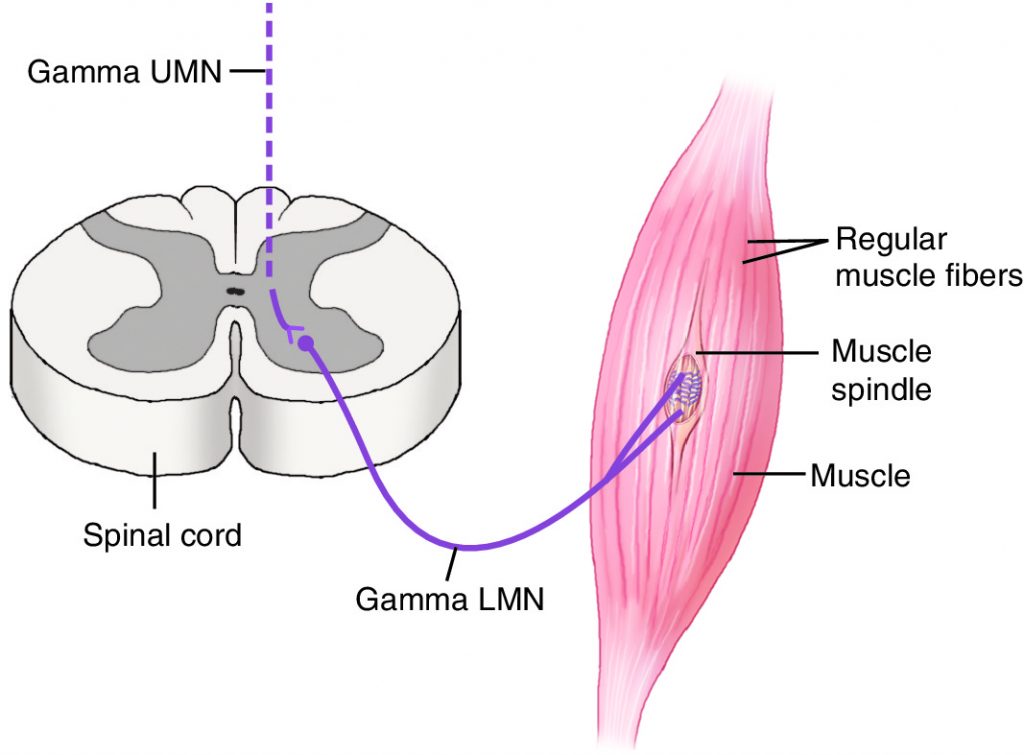 Gamma UMN
Regular
muscle fibers
Muscle
spindle
Muscle
Spinal cord
Gamma LMN